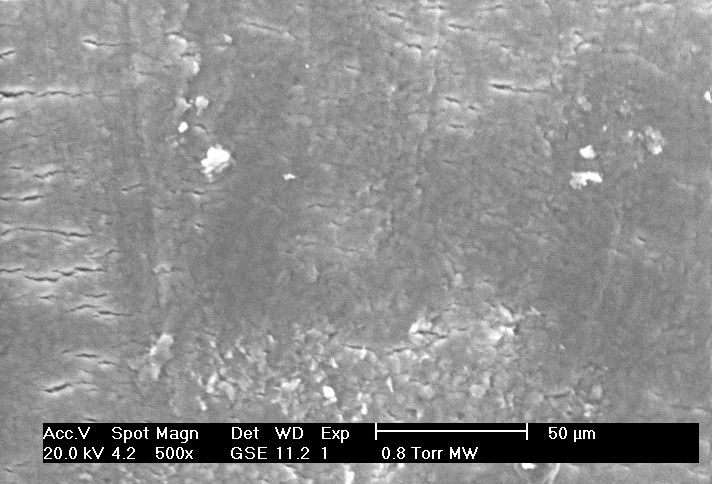 Acc.V Spot Magn Det WD Exp 50 µm
20.0 kV 4.2 500x GSE 11.2 1 0.8 Torr MW